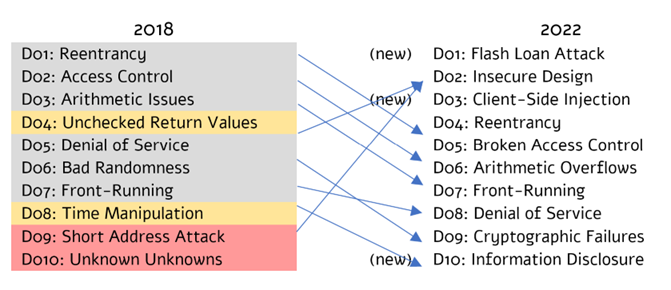 2018
D01: Reentrancy
D02: Access Control
D03: Arithmetic Issues
D04: Unchecked Return Values
D05: Denial of Service
D06: Bad Randomness
D07: Front-Running
D08: Time Manipulation
D09: Short Address Attack
D010: Unknown Unknowns
2022
(new) D01: Flash Loan Attack
D02: Insecure Design
(new) D03: Client-Side Injection
D04: Reentrancy
D05: Broken Access Control
D06: Arithmetic Overflows
D07: Front-Running
D08: Denial of Service
D09: Cryptographic Failures
(new) D10: Information Disclosure